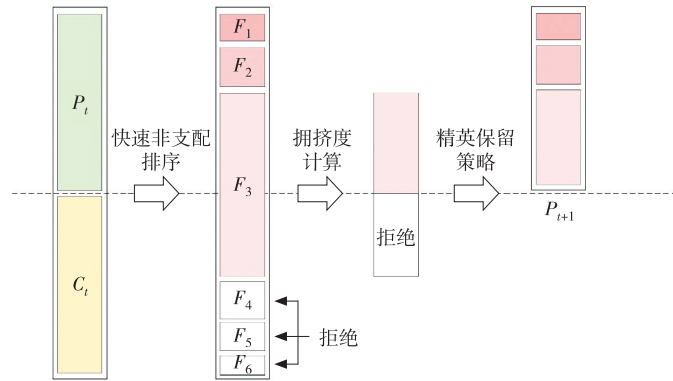 P_t
C_t
快速非支配
排序
F_1
F_2
F_3
F_4
F_5
F_6
拒绝
拥挤度
计算
拒绝
精英保留
策略
P_{t+1}